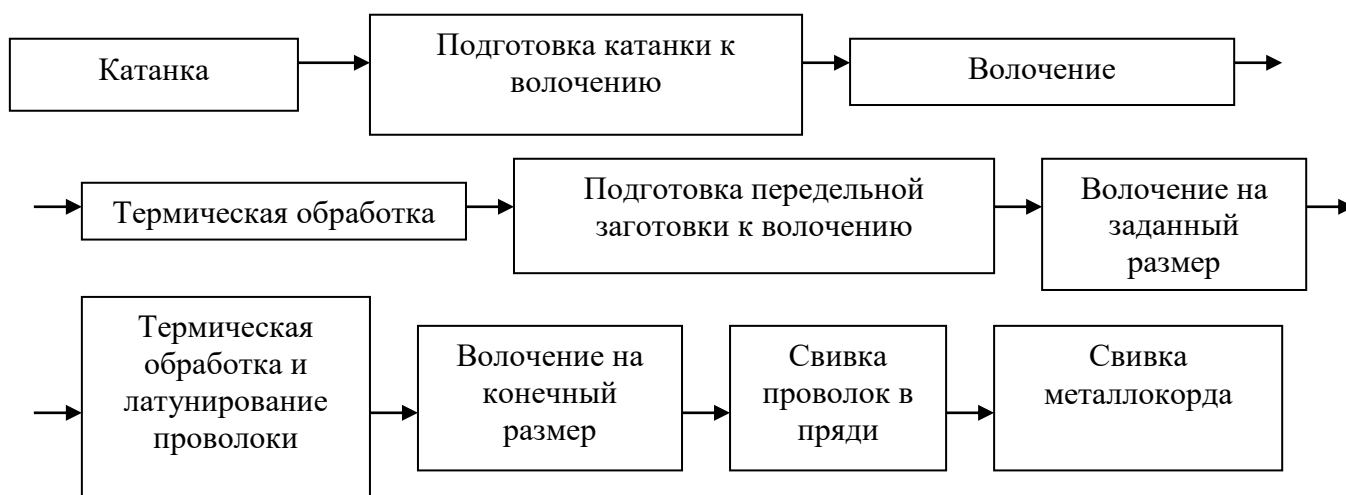 Катанка
Подготовка катанки к
волочению
Волочение
Термическая обработка
Подготовка передельной
заготовки к волочению
Волочение на
заданный
размер
Термическая
обработка и
латунирование
проволоки
Волочение на
конечный
размер
Свивка
проволок в
пряди
Свивка
металлокорда